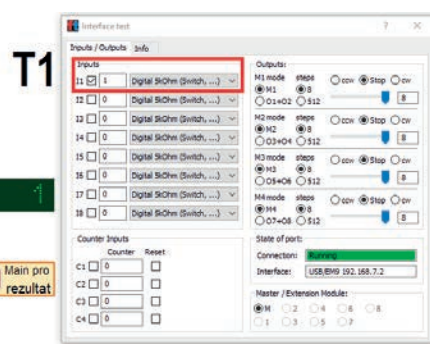 Interface test
? ×
Inputs / Outputs Info
T1
Inputs
I1 1 Digital 5kOhm (Switch, ...)
I2 0 Digital 5kOhm (Switch, ...)
I3 0 Digital 5kOhm (Switch, ...)
I4 0 Digital 5kOhm (Switch, ...)
I5 0 Digital 5kOhm (Switch, ...)
I6 0 Digital 5kOhm (Switch, ...)
I7 0 Digital 5kOhm (Switch, ...)
I8 0 Digital 5kOhm (Switch, ...)
Outputs:
M1 mode steps
M1 8 ccw Stop cw
O1+O2 512 8
M2 mode steps
M2 8 ccw Stop cw
O3+O4 512 8
M3 mode steps
M3 8 ccw Stop cw
O5+O6 512 8
M4 mode steps
M4 8 ccw Stop cw
O7+O8 512 8
1
Counter Inputs
Counter Reset
C1 0
C2 0
C3 0
C4 0
State of port:
Connection: Running
Interface: USB/EM9 192.168.7.2
Master / Extension Module:
M 2 4 6 8
1 3 5 7
Main pro
rezultat